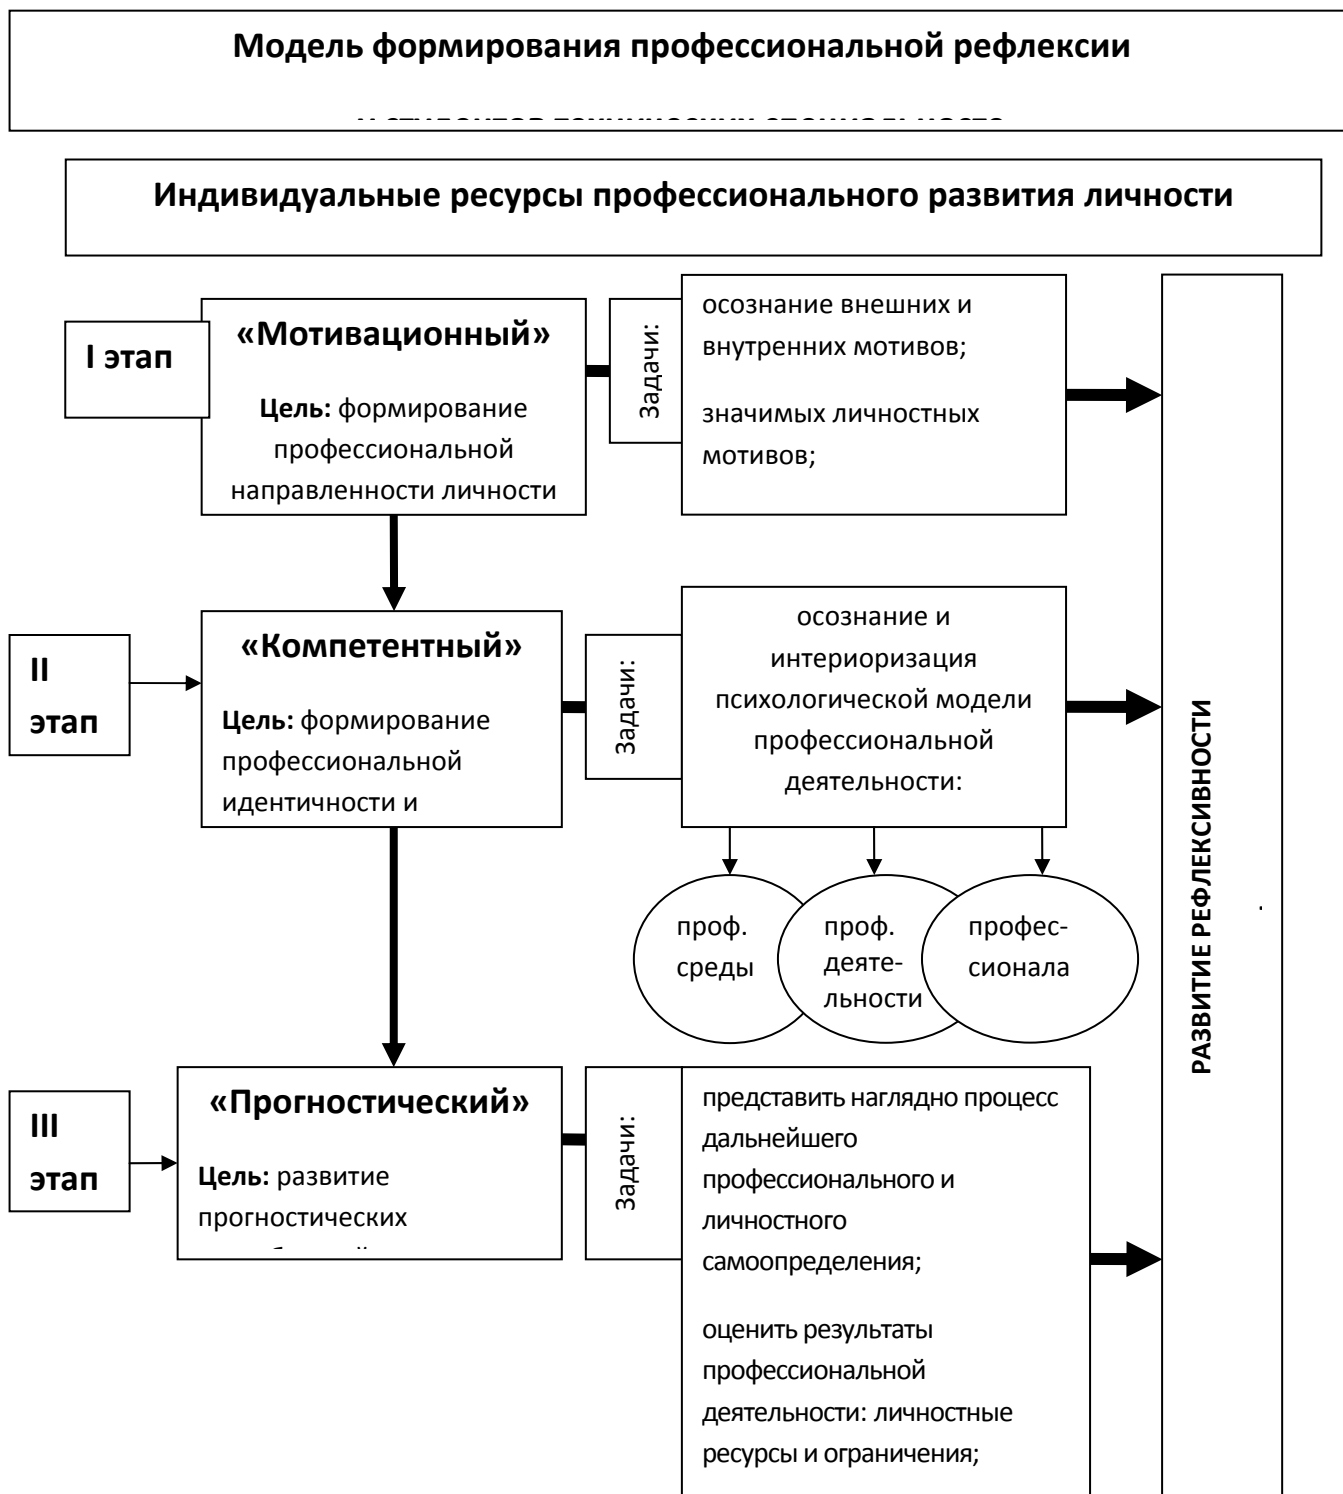 Модель формирования профессиональной рефлексии
Индивидуальные ресурсы профессионального развития личности
I этап
«Мотивационный»
Цель: формирование
профессиональной
направленности личности
Задачи:
осознание внешних и
внутренних мотивов;
значимых личностных
мотивов;
II
этап
«Компетентный»
Цель: формирование
профессиональной
идентичности и
Задачи:
осознание и
интериоризация
психологической модели
профессиональной
деятельности:
проф.
среды
проф.
деяте-
льности
профес-
сионала
III
этап
«Прогностический»
Цель: развитие
прогностических
Задачи:
представить наглядно процесс
дальнейшего
профессионального и
личностного
самоопределения;
оценить результаты
профессиональной
деятельности: личностные
ресурсы и ограничения;
РАЗВИТИЕ РЕФЛЕКСИВНОСТИ